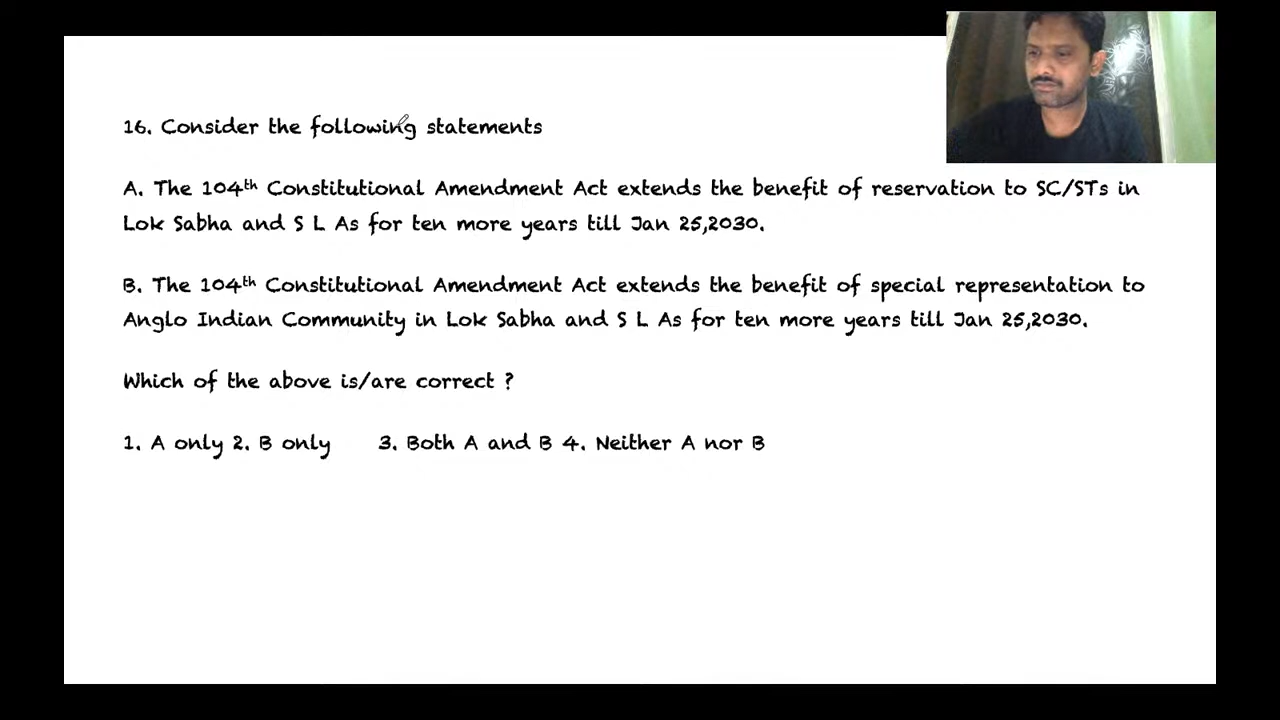 16. Consider the following statements
A. The 104th Constitutional Amendment Act extends the benefit of reservation to SC/STs in
Lok Sabha and S L As for ten more years till Jan 25,2030.
B. The 104th Constitutional Amendment Act extends the benefit of special representation to
Anglo Indian Community in Lok Sabha and S L As for ten more years till Jan 25,2030.
Which of the above is/are correct ?
1. A only 2. B only 3. Both A and B 4. Neither A nor B